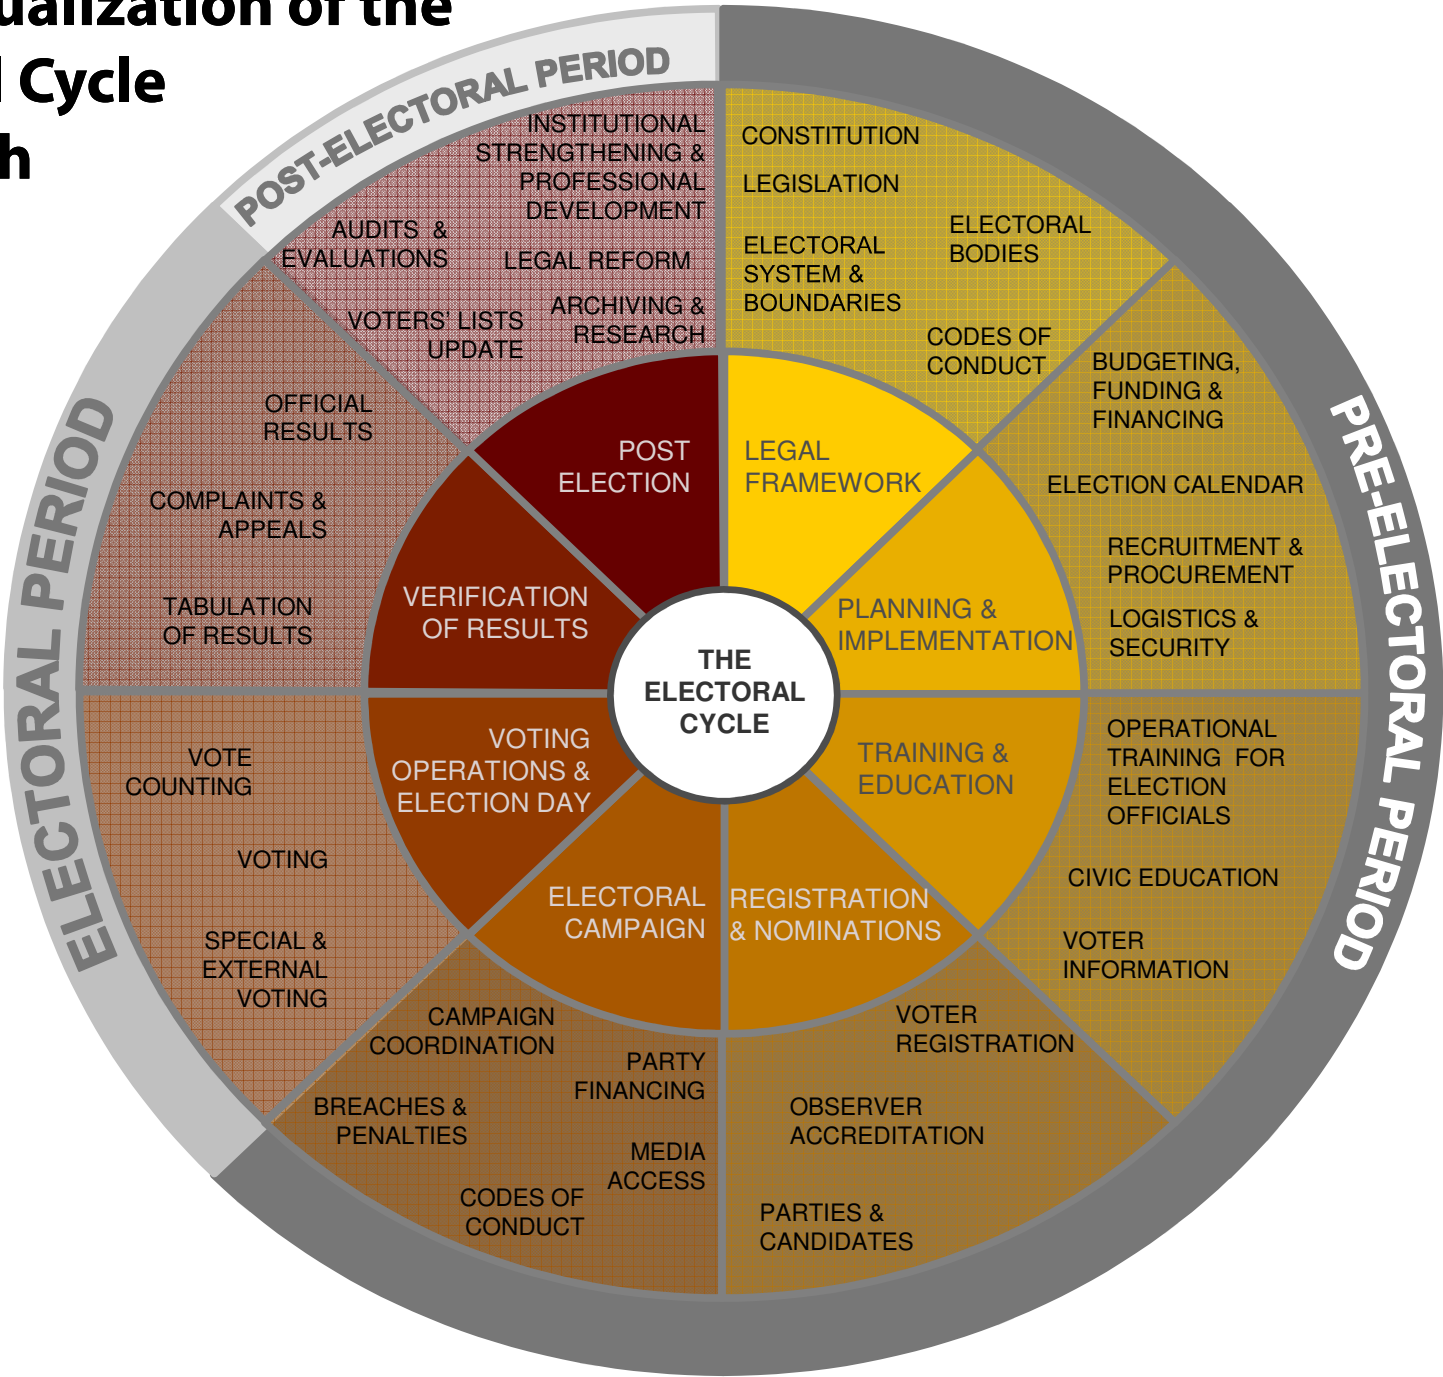 Cycle
POST-ELECTORAL PERIOD
INSTITUTIONAL
STRENGTHENING &
PROFESSIONAL
DEVELOPMENT
AUDITS &
EVALUATIONS
LEGAL REFORM
VOTERS' LISTS
UPDATE
ARCHIVING &
RESEARCH
CONSTITUTION
LEGISLATION
ELECTORAL
SYSTEM &
BOUNDARIES
ELECTORAL
BODIES
CODES OF
CONDUCT
PRE-ELECTORAL PERIOD
BUDGETING,
FUNDING &
FINANCING
ELECTION CALENDAR
RECRUITMENT &
PROCUREMENT
LOGISTICS &
SECURITY
OPERATIONAL
TRAINING FOR
ELECTION
OFFICIALS
CIVIC EDUCATION
VOTER
INFORMATION
VOTER
REGISTRATION
OBSERVER
ACCREDITATION
PARTIES &
CANDIDATES
CAMPAIGN
COORDINATION
PARTY
FINANCING
BREACHES &
PENALTIES
MEDIA
ACCESS
CODES OF
CONDUCT
ELECTORAL PERIOD
OFFICIAL
RESULTS
COMPLAINTS &
APPEALS
TABULATION
OF RESULTS
VOTE
COUNTING
VOTING
SPECIAL &
EXTERNAL
VOTING
POST
ELECTION
LEGAL
FRAMEWORK
PLANNING &
IMPLEMENTATION
TRAINING &
EDUCATION
REGISTRATION
& NOMINATIONS
ELECTORAL
CAMPAIGN
VOTING
OPERATIONS &
ELECTION DAY
VERIFICATION
OF RESULTS
THE
ELECTORAL
CYCLE
of the